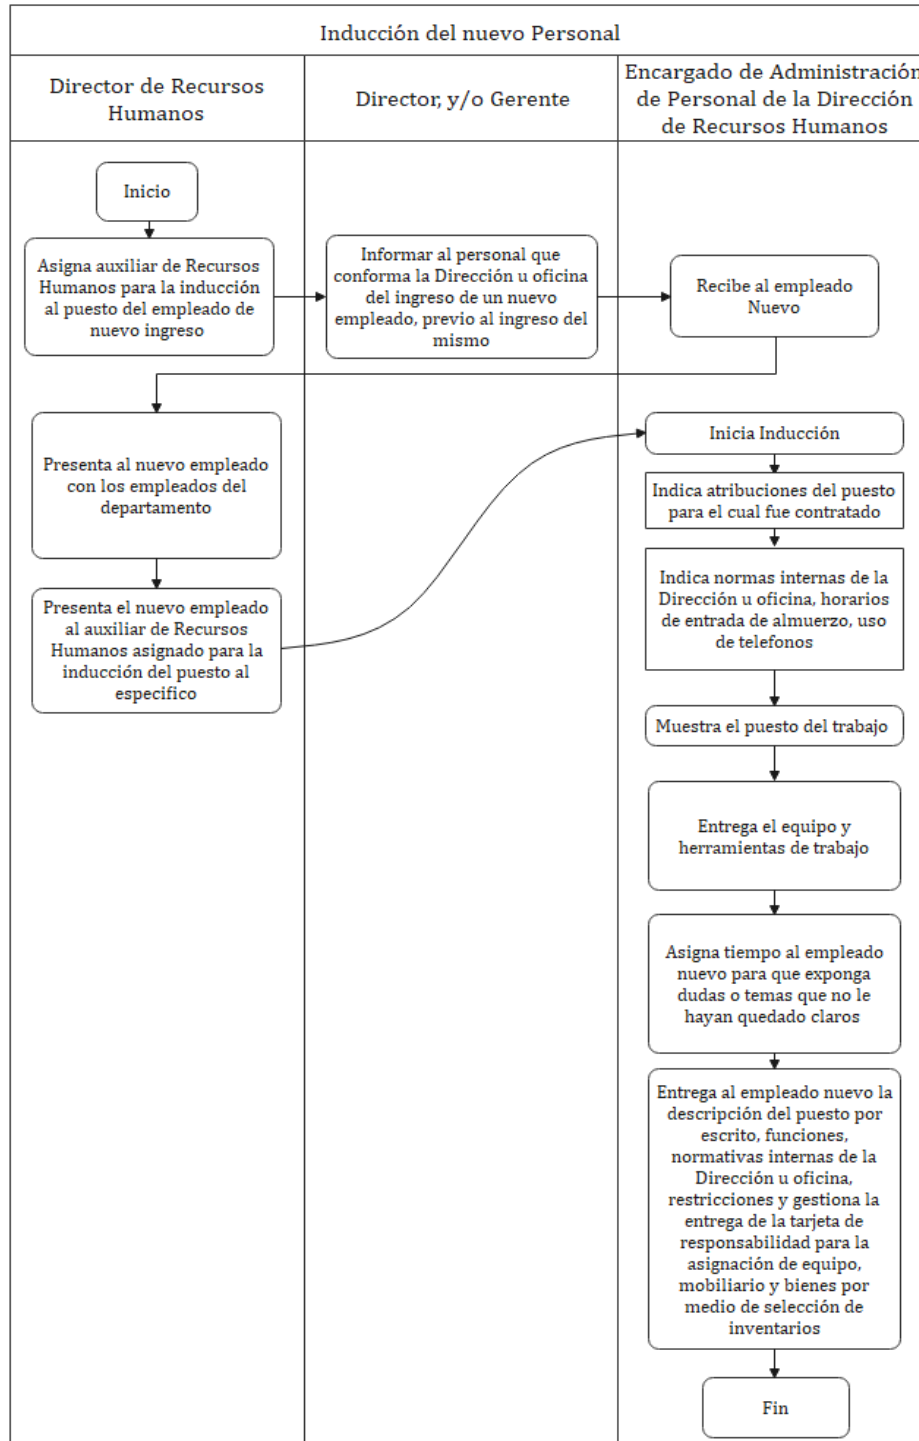 Inducción del nuevo Personal
Director de Recursos
Humanos
Director, y/o Gerente
Encargado de Administración
de Personal de la Dirección
de Recursos Humanos
Inicio
Asigna auxiliar de Recursos
Humanos para la inducción
al puesto del empleado de
nuevo ingreso
Informar al personal que
conforma la Dirección u oficina
del ingreso de un nuevo
empleado, previo al ingreso del
mismo
Recibe al empleado
Nuevo
Presenta al nuevo empleado
con los empleados del
departamento
Presenta el nuevo empleado
al auxiliar de Recursos
Humanos asignado para la
inducción del puesto al
especifico
Inicia Inducción
Indica atribuciones del puesto
para el cual fue contratado
Indica normas internas de la
Dirección u oficina, horarios
de entrada de almuerzo, uso
de telefonos
Muestra el puesto del trabajo
Entrega el equipo y
herramientas de trabajo
Asigna tiempo al empleado
nuevo para que exponga
dudas o temas que no le
hayan quedado claros
Entrega al empleado nuevo la
descripción del puesto por
escrito, funciones,
normativas internas de la
Dirección u oficina,
restricciones y gestiona la
entrega de la tarjeta de
responsabilidad para la
asignación de equipo,
mobiliario y bienes por
medio de selección de
inventarios
Fin